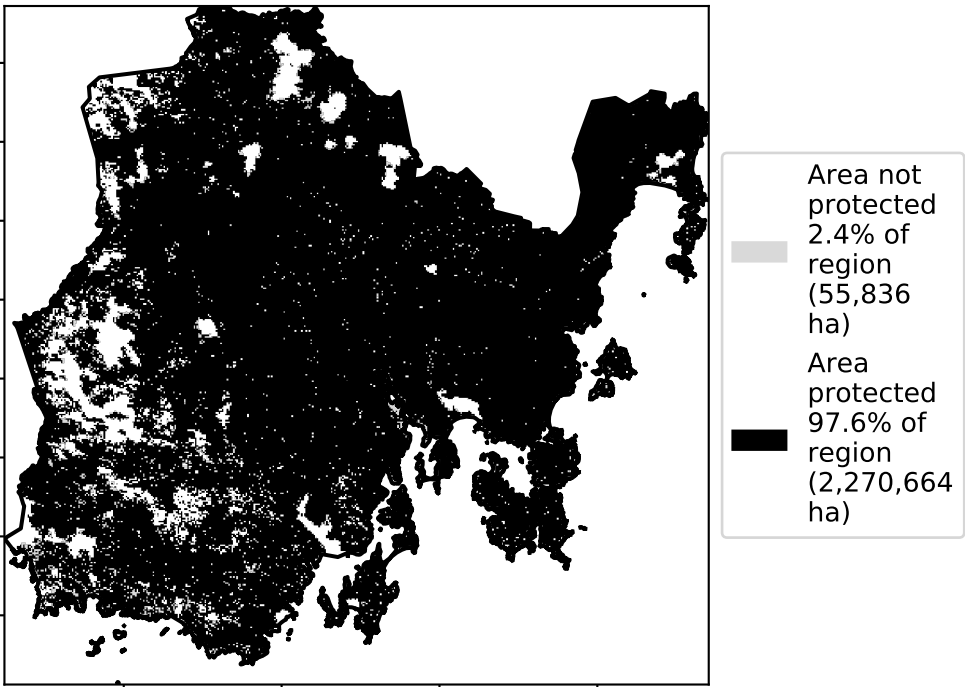 Area not
protected
2.4% of
region
(55,836
ha)
Area
protected
97.6% of
region
(2,270,664
ha)